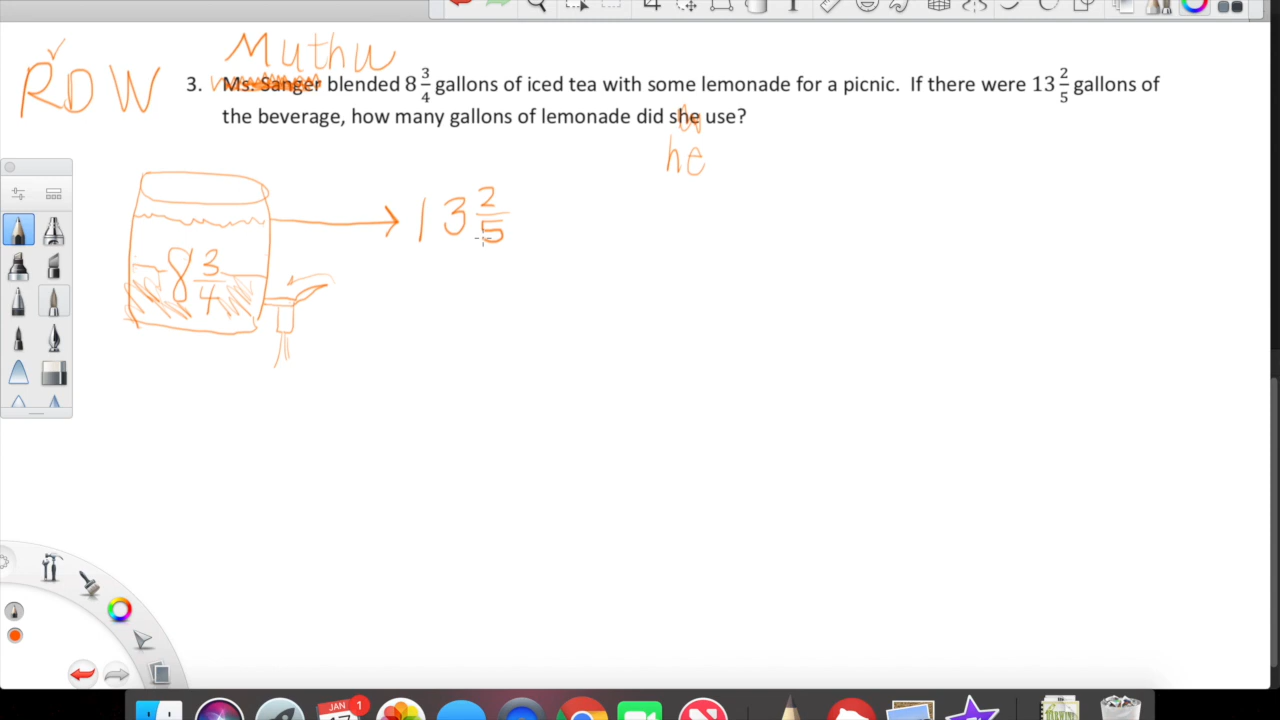 Muthu
RDW
3. Ms. Sanger blended 8 3/4 gallons of iced tea with some lemonade for a picnic. If there were 13 2/5 gallons of
the beverage, how many gallons of lemonade did she use?
he
13 2/5
8 3/4
JAN
1